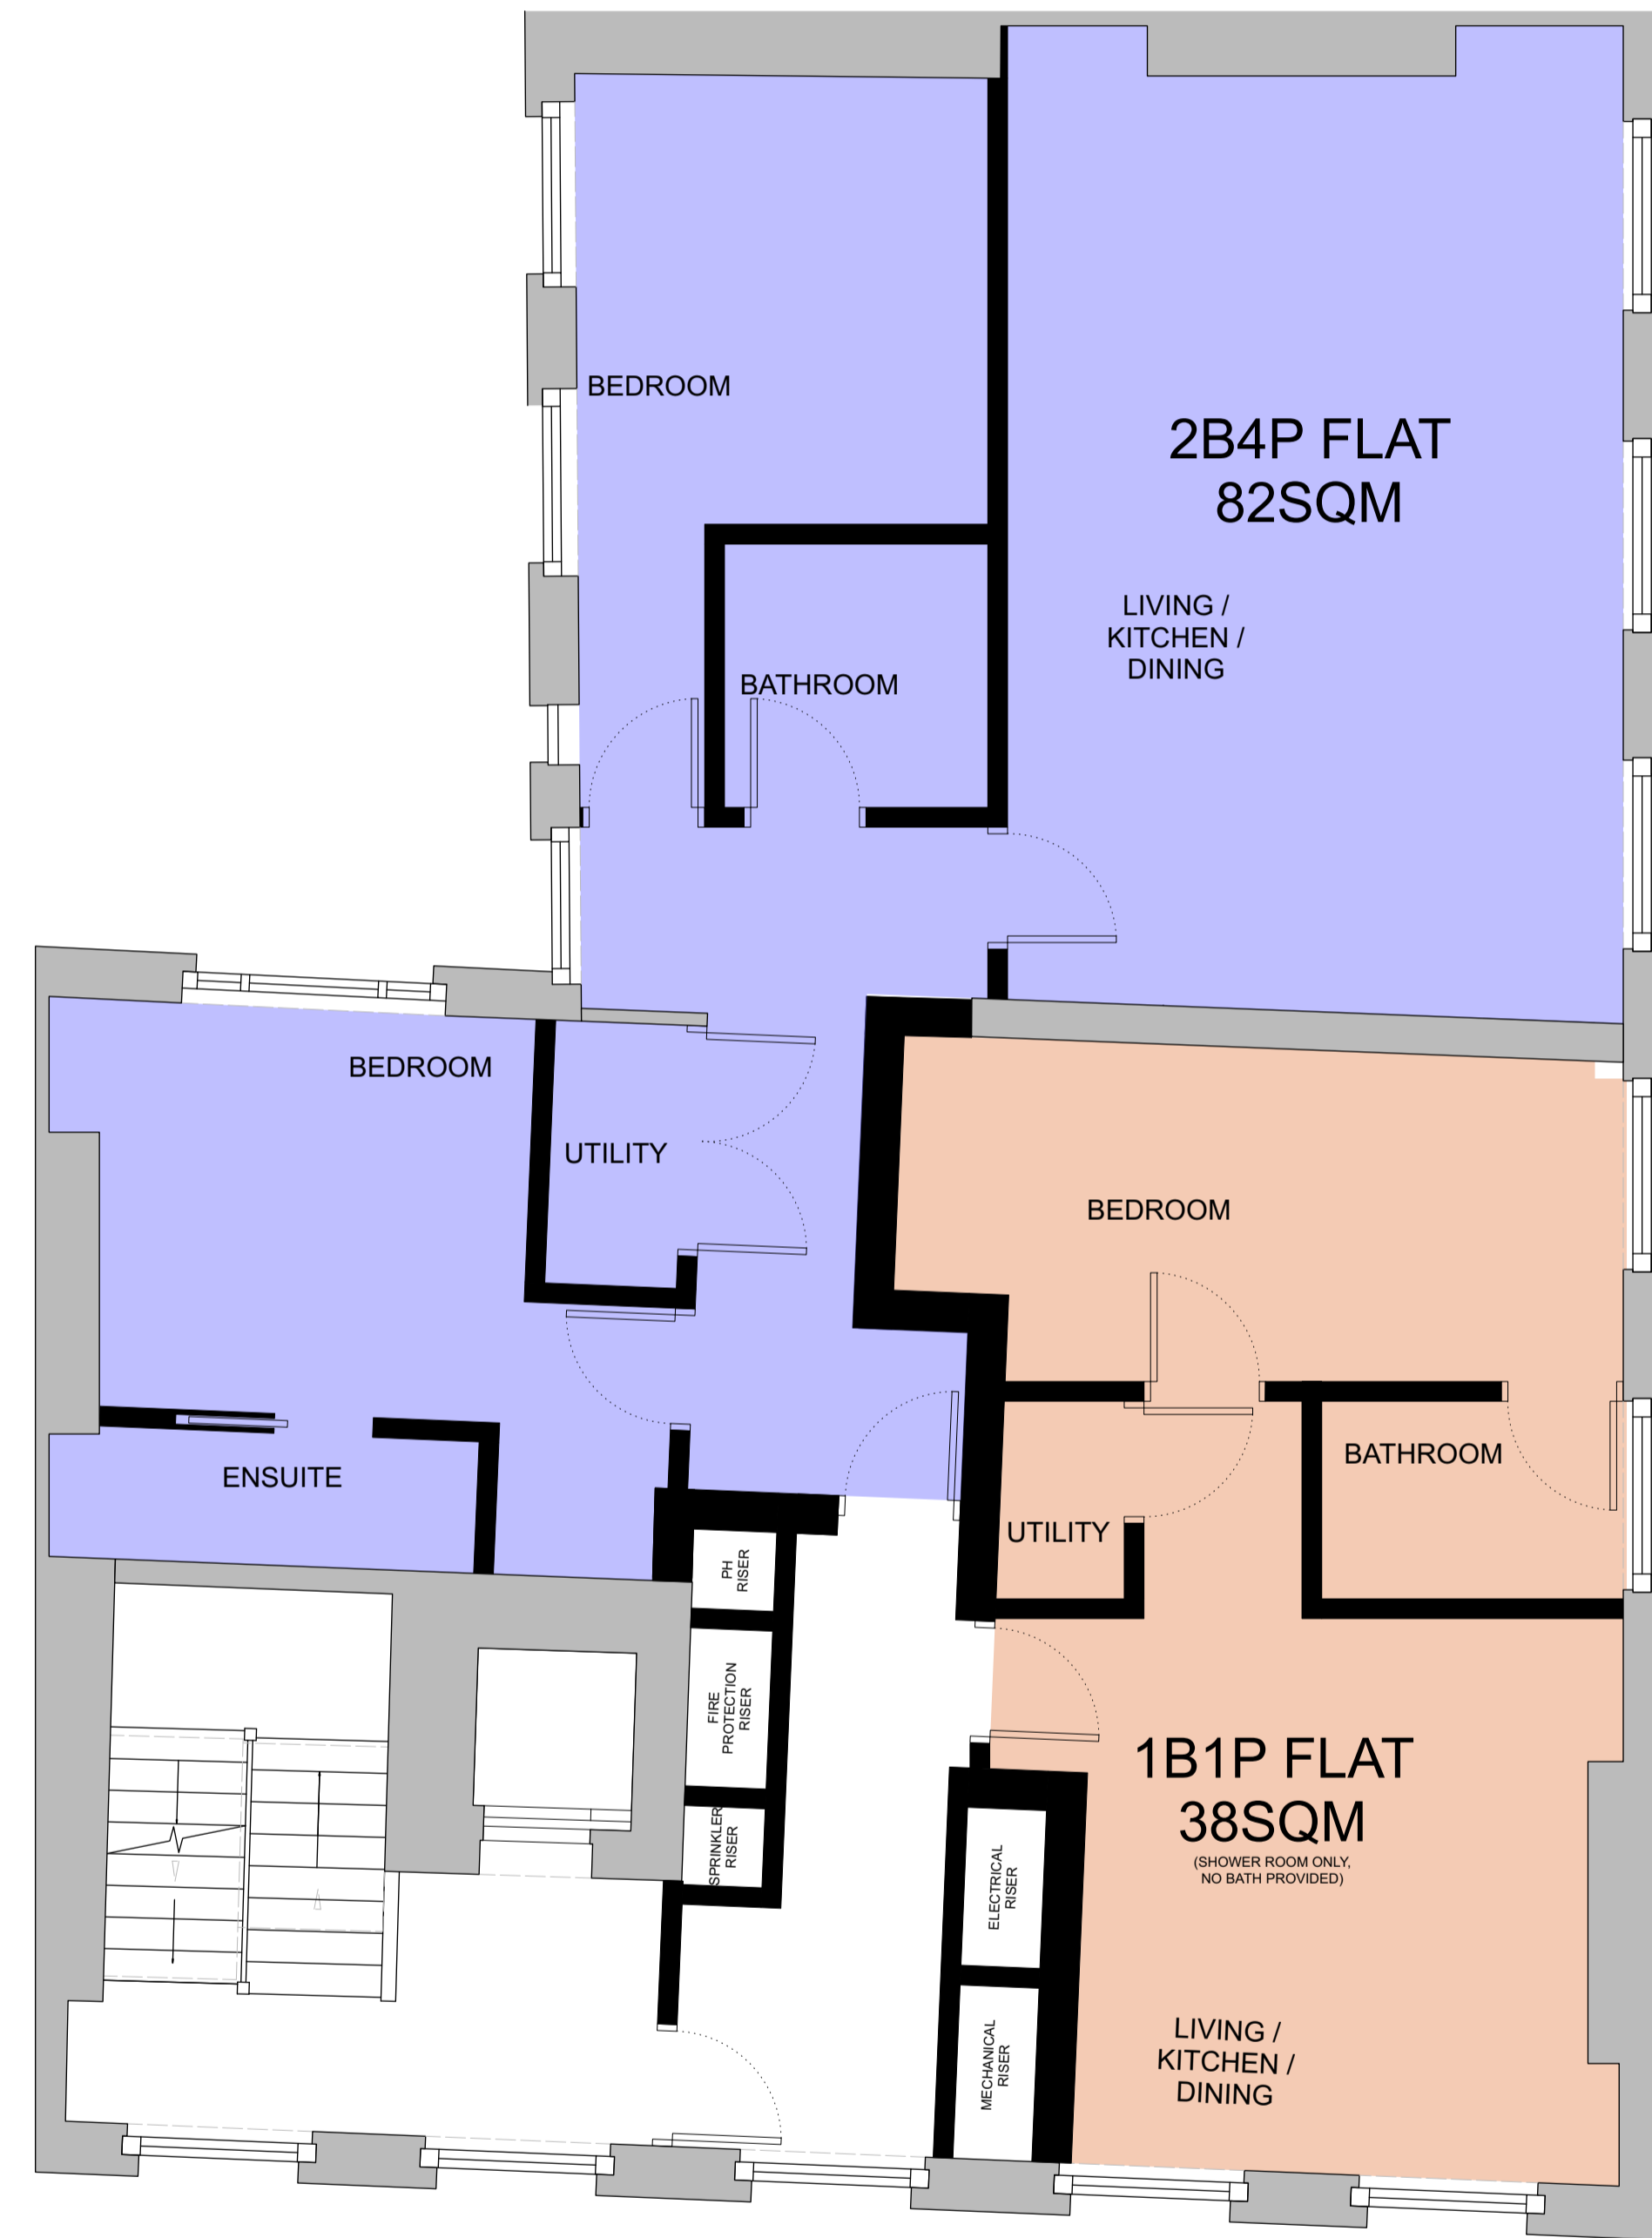 BEDROOM
2B4P FLAT
82SQM
LIVING /
KITCHEN /
DINING
BATHROOM
BEDROOM
UTILITY
BEDROOM
BATHROOM
ENSUITE
UTILITY
PH
RISER
FIRE
PROTECTION
RISER
SPRINKLER
RISER
1B1P FLAT
38SQM
(SHOWER ROOM ONLY,
NO BATH PROVIDED)
ELECTRICAL
RISER
MECHANICAL
RISER
LIVING /
KITCHEN /
DINING